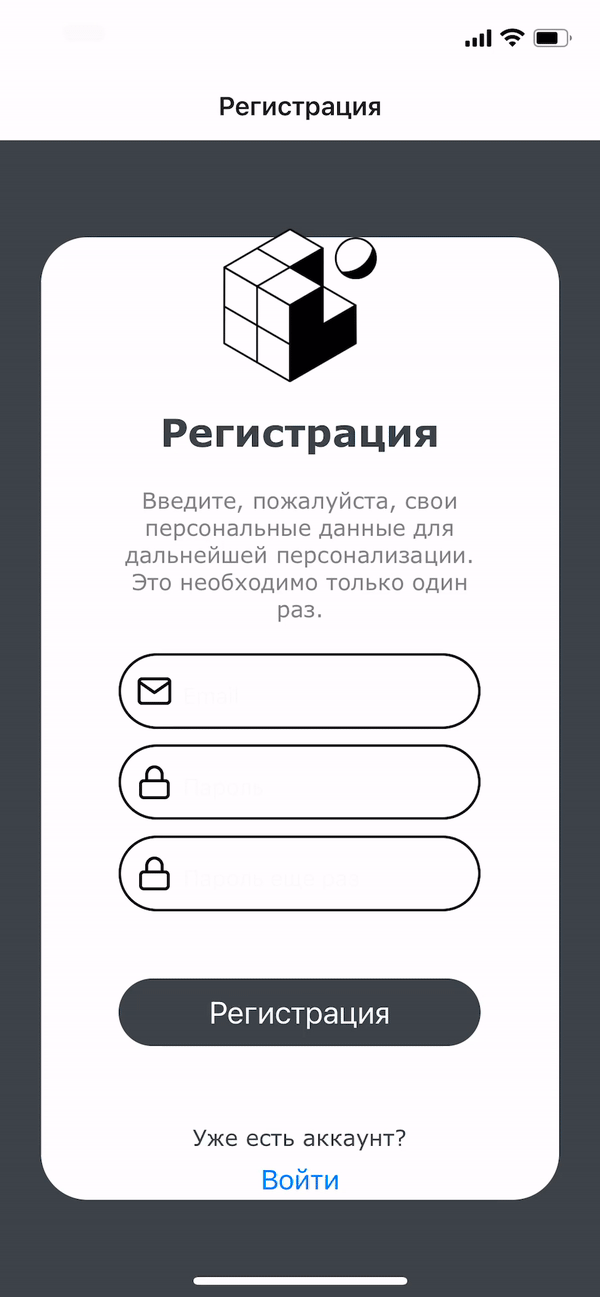 Регистрация
Регистрация
Введите, пожалуйста, свои
персональные данные для
дальнейшей персонализации.
Это необходимо только один
раз.
Email
Пароль
Регистрация
Уже есть аккаунт?
Войти